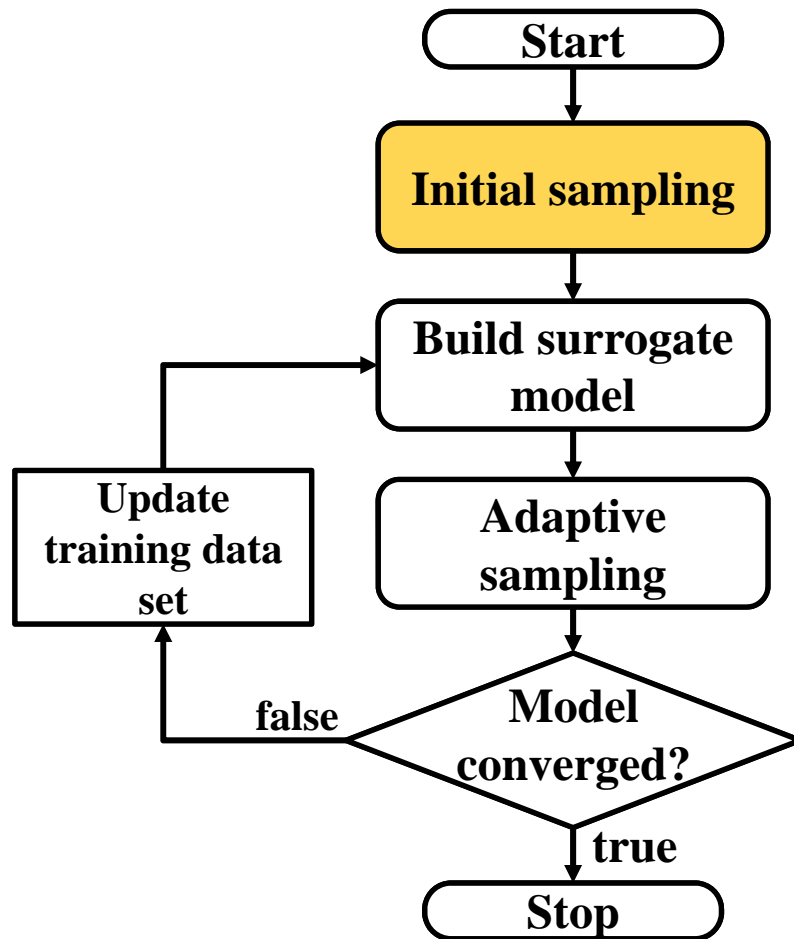 Start
Initial sampling
Build surrogate
model
Adaptive
sampling
Update
training data
set
false
Model
converged?
true
Stop